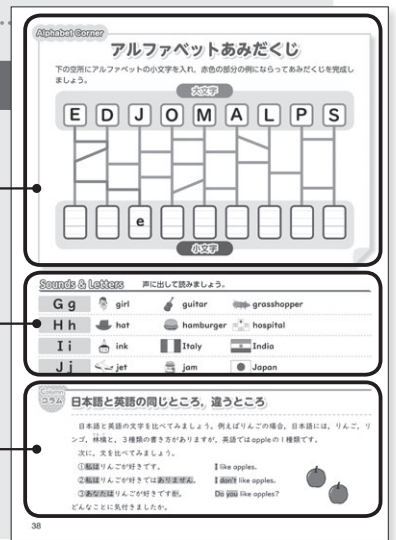 Alphabet Corner
アルファベットあみだくじ
下の空所にアルファベットの小文字を入れ，赤色の部分の例にならってあみだくじを完成し
ましょう。
大文字
E D J O M A L P S
e
小文字
Sounds & Letters 声に出して読みましょう。
G g girl guitar grasshopper
H h hat hamburger hospital
I i ink Italy India
J j jet jam Japan
Column
コラム 日本語と英語の同じところ，違うところ
日本語と英語の文字を比べてみましょう。例えばりんごの場合，日本語には，りんご，リ
ンゴ，林檎と，3種類の書き方がありますが，英語ではappleの1種類です。
次に，文を比べてみましょう。
①私はりんごが好きです。 I like apples.
②私はりんごが好きではありません。 I don't like apples.
③あなたはりんごが好きですか。 Do you like apples?
どんなことに気付きましたか。
38